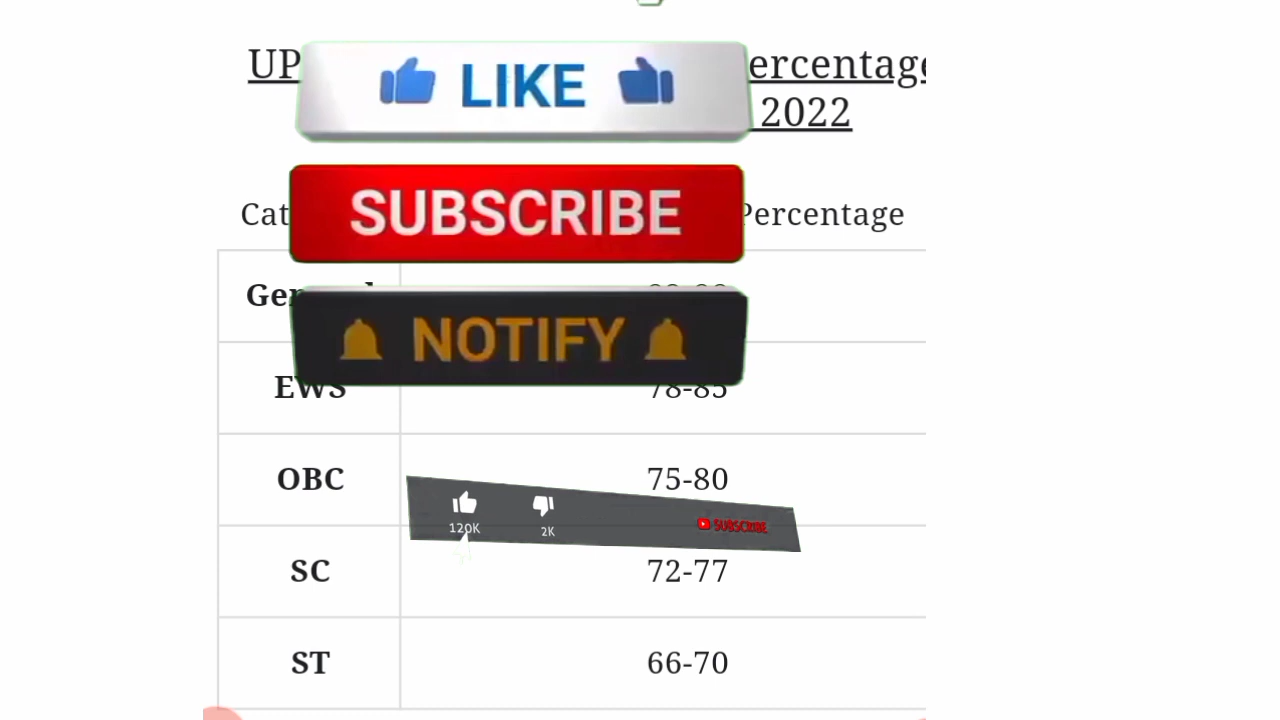 UP
ercentage
2022
LIKE
SUBSCRIBE
Cat
Percentage
NOTIFY
EWS 78-85
OBC 75-80
120K 2K SUBSCRIBE
SC 72-77
ST 66-70